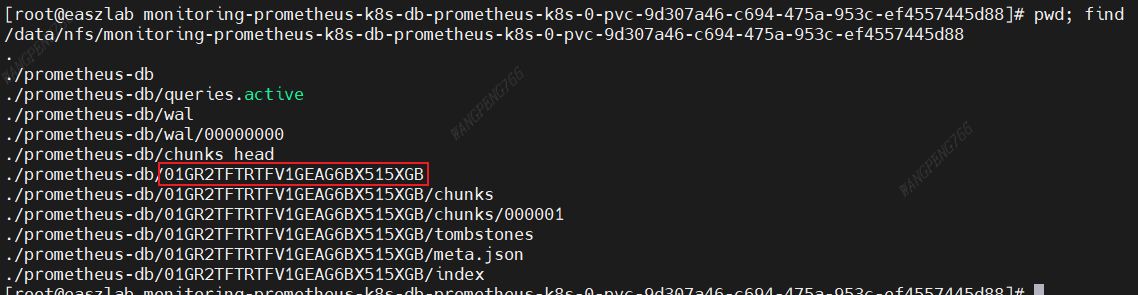 [root@easzlab monitoring-prometheus-k8s-db-prometheus-k8s-0-pvc-9d307a46-c694-475a-953c-ef4557445d88]# pwd; find
/data/nfs/monitoring-prometheus-k8s-db-prometheus-k8s-0-pvc-9d307a46-c694-475a-953c-ef4557445d88
.
./prometheus-db
./prometheus-db/queries.active
./prometheus-db/wal
./prometheus-db/wal/00000000
./prometheus-db/chunks_head
./prometheus-db/01GR2TFTRTFV1GEAG6BX515XGB
./prometheus-db/01GR2TFTRTFV1GEAG6BX515XGB/chunks
./prometheus-db/01GR2TFTRTFV1GEAG6BX515XGB/chunks/000001
./prometheus-db/01GR2TFTRTFV1GEAG6BX515XGB/tombstones
./prometheus-db/01GR2TFTRTFV1GEAG6BX515XGB/meta.json
./prometheus-db/01GR2TFTRTFV1GEAG6BX515XGB/index
[root@easzlab monitoring-prometheus-k8s-db-prometheus-k8s-0-pvc-9d307a46-c694-475a-953c-ef4557445d88]#
WANGPENG766
WANGPENG766
WANGPENG766